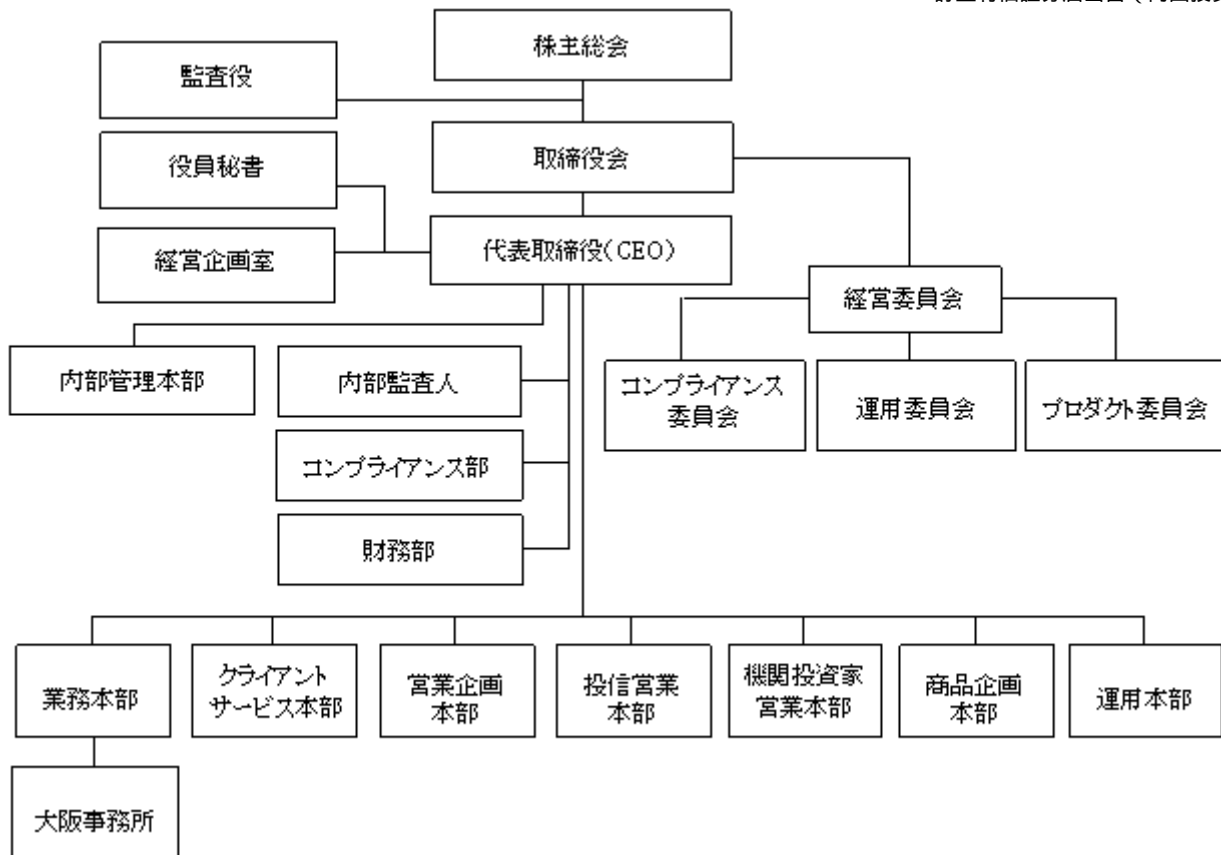 株主総会
監査役
取締役会
役員秘書
代表取締役(CEO)
経営企画室
経営委員会
内部管理本部
内部監査人
コンプライアンス
委員会
運用委員会
プロダクト委員会
コンプライアンス部
財務部
業務本部
クライアント
サービス本部
営業企画
本部
投信営業
本部
機関投資家
営業本部
商品企画
本部
運用本部
大阪事務所